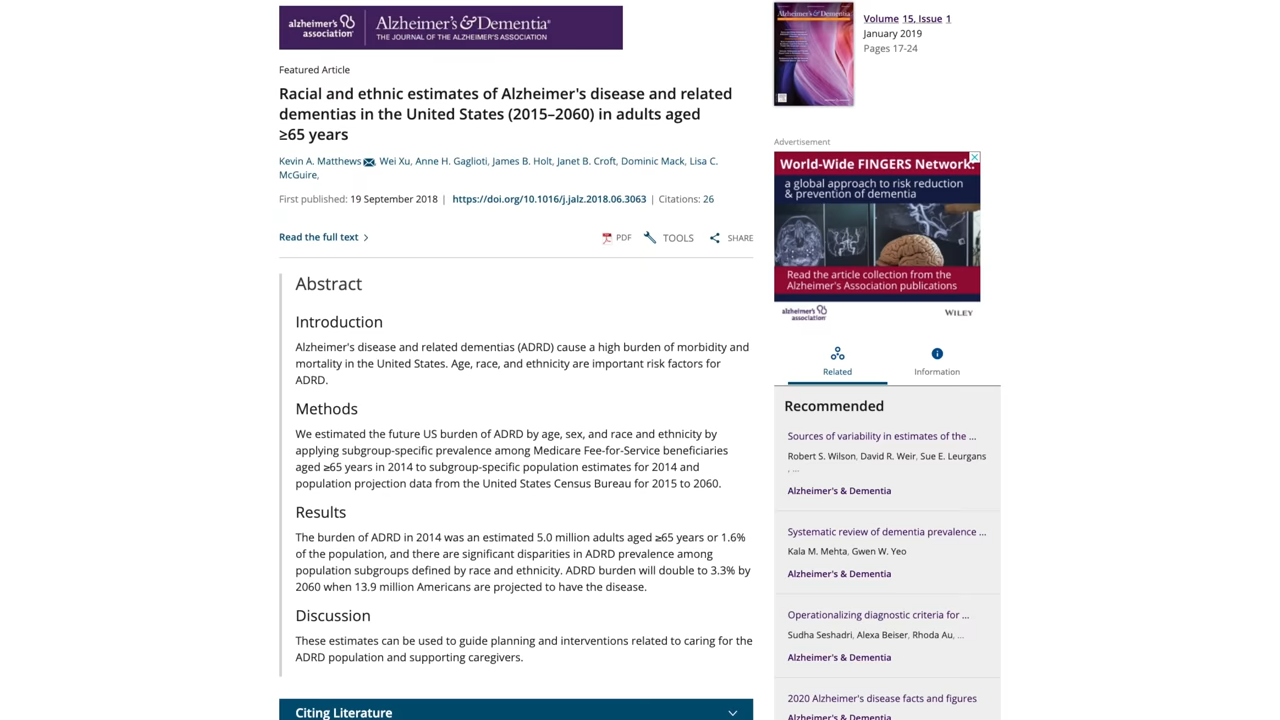 alzheimer's
association
Alzheimer's & Dementia
THE JOURNAL OF THE ALZHEIMER'S ASSOCIATION
Featured Article
Racial and ethnic estimates of Alzheimer's disease and related
dementias in the United States (2015–2060) in adults aged
≥65 years
Kevin A. Matthews, Wei Xu, Anne H. Gaglioti, James B. Holt, Janet B. Croft, Dominic Mack, Lisa C.
McGuire,
First published: 19 September 2018 | https://doi.org/10.1016/j.jalz.2018.06.3063 | Citations: 26
Read the full text
PDF TOOLS SHARE
Abstract
Introduction
Alzheimer's disease and related dementias (ADRD) cause a high burden of morbidity and
mortality in the United States. Age, race, and ethnicity are important risk factors for
ADRD.
Methods
We estimated the future US burden of ADRD by age, sex, and race and ethnicity by
applying subgroup-specific prevalence among Medicare Fee-for-Service beneficiaries
aged ≥65 years in 2014 to subgroup-specific population estimates for 2014 and
population projection data from the United States Census Bureau for 2015 to 2060.
Results
The burden of ADRD in 2014 was an estimated 5.0 million adults aged ≥65 years or 1.6%
of the population, and there are significant disparities in ADRD prevalence among
population subgroups defined by race and ethnicity. ADRD burden will double to 3.3% by
2060 when 13.9 million Americans are projected to have the disease.
Discussion
These estimates can be used to guide planning and interventions related to caring for the
ADRD population and supporting caregivers.
Citing Literature
Alzheimer's & Dementia
Volume 15, Issue 1
January 2019
Pages 17-24
Advertisement
World-Wide FINGERS Network:
a global approach to risk reduction
& prevention of dementia
Read the article collection from the
Alzheimer's Association publications
alzheimer's
association
WILEY
Related Information
Recommended
Sources of variability in estimates of the ...
Robert S. Wilson, David R. Weir, Sue E. Leurgans
, ...
Alzheimer's & Dementia
Systematic review of dementia prevalence ...
Kala M. Mehta, Gwen W. Yeo
Alzheimer's & Dementia
Operationalizing diagnostic criteria for ...
Sudha Seshadri, Alexa Beiser, Rhoda Au, ...
Alzheimer's & Dementia
2020 Alzheimer's disease facts and figures
Alzheimer's & Dementia